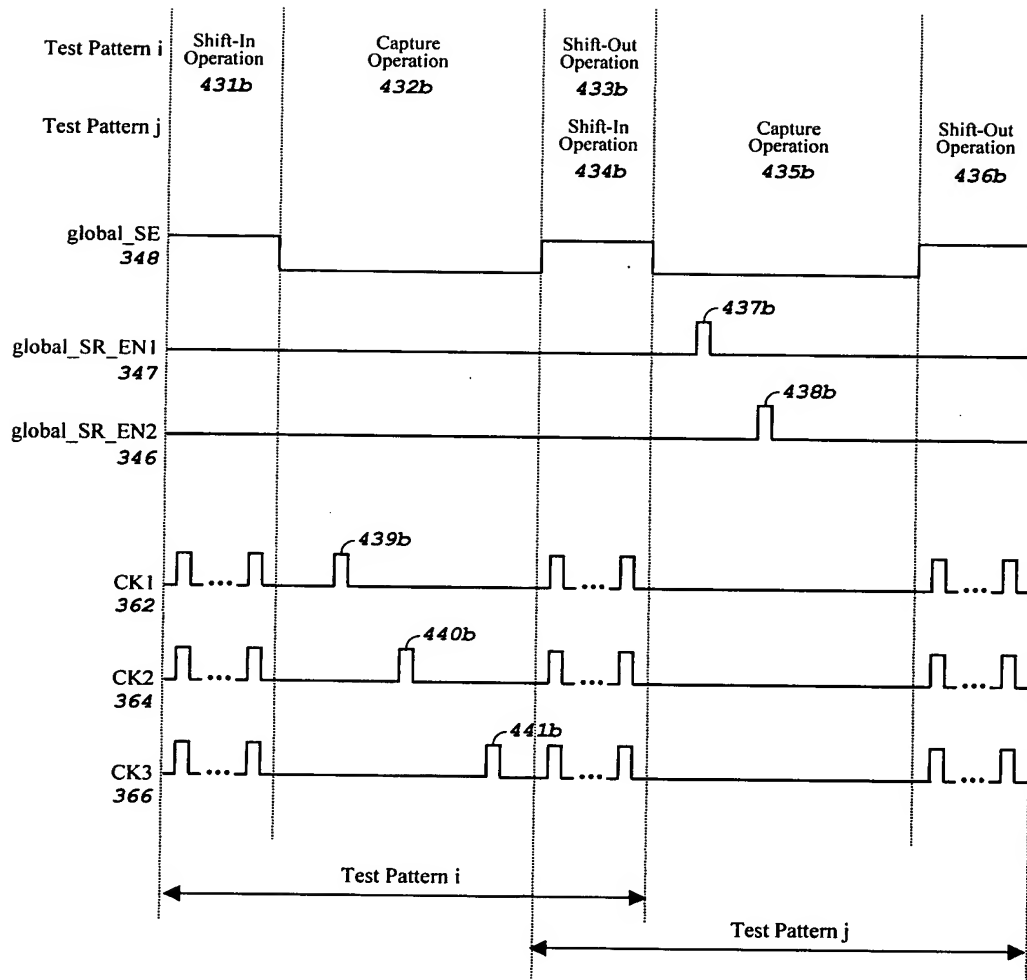 Test Pattern i
Shift-In
Operation
431b
Capture
Operation
432b
Shift-Out
Operation
433b
Test Pattern j
Shift-In
Operation
434b
Capture
Operation
435b
Shift-Out
Operation
436b
global_SE
348
437b
global_SR_EN1
347
438b
global_SR_EN2
346
439b
CK1
362
440b
CK2
364
441b
CK3
366
Test Pattern i
Test Pattern j